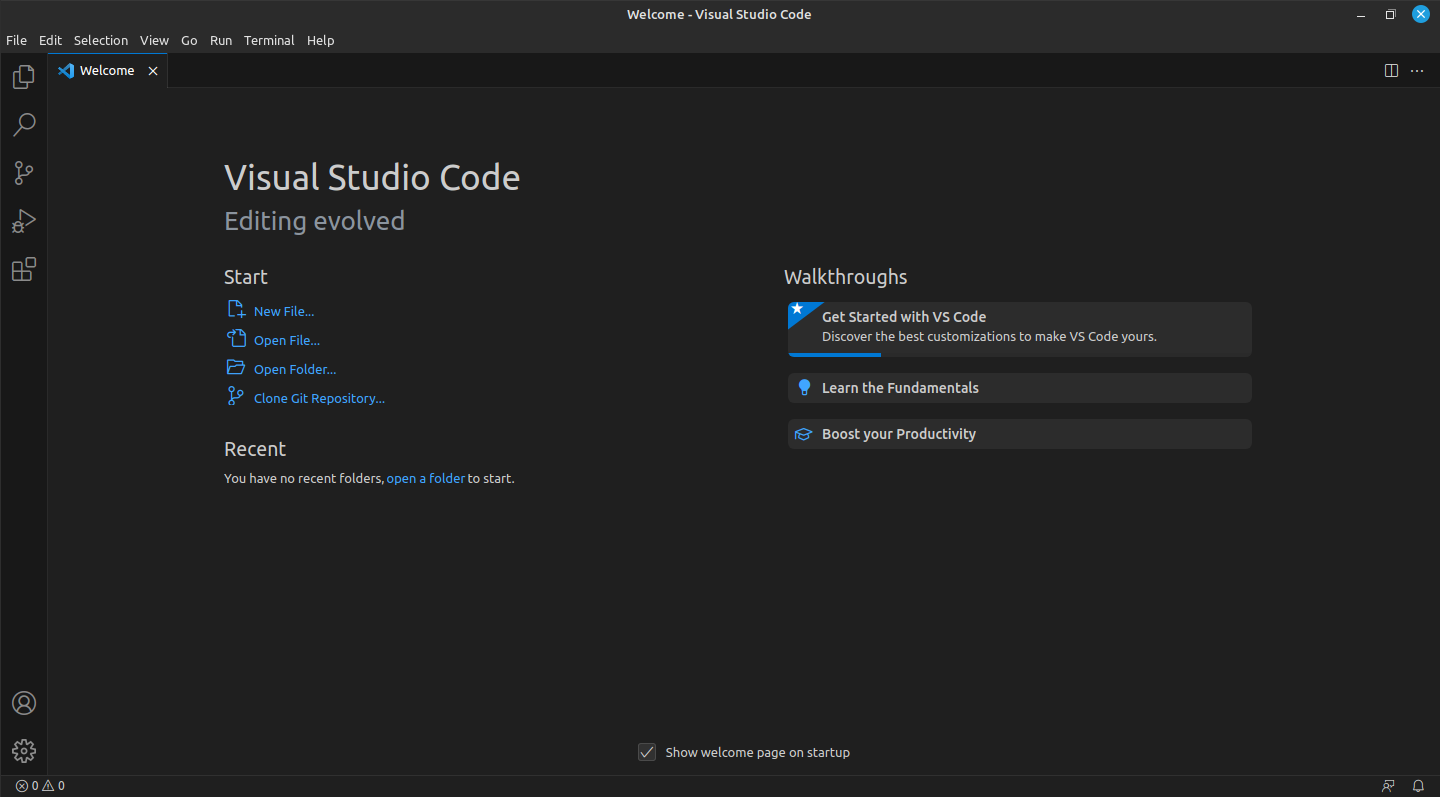 Welcome - Visual Studio Code
File Edit Selection View Go Run Terminal Help
Welcome
Visual Studio Code
Editing evolved
Start
New File...
Open File...
Open Folder...
Clone Git Repository...
Recent
You have no recent folders, open a folder to start.
Walkthroughs
Get Started with VS Code
Discover the best customizations to make VS Code yours.
Learn the Fundamentals
Boost your Productivity
Show welcome page on startup
0 0